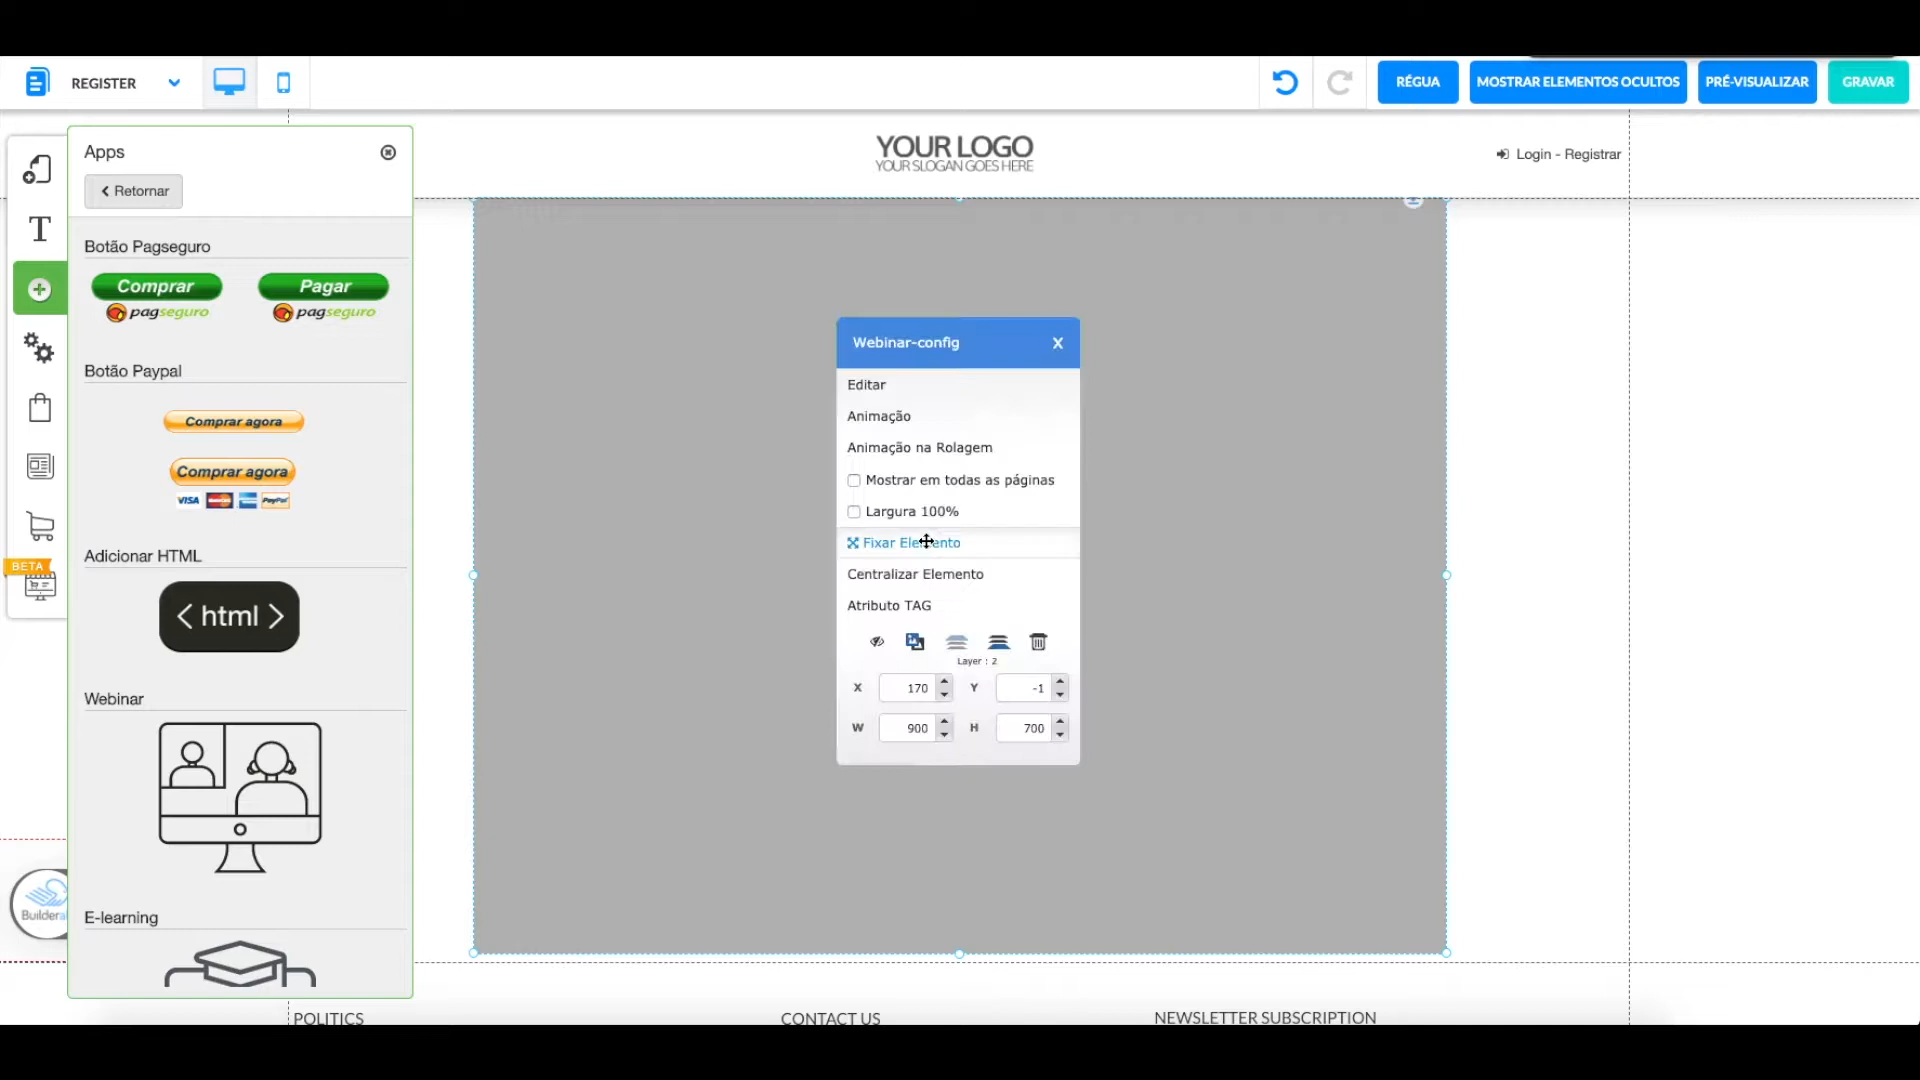 REGISTER
RÉGUA
MOSTRAR ELEMENTOS OCULTOS
PRÉ-VISUALIZAR
GRAVAR
YOUR LOGO
YOUR SLOGAN GOES HERE
Login - Registrar
Apps
Retornar
T
Botão Pagseguro
Comprar
Pagar
pagseguro
pagseguro
Botão Paypal
Comprar agora
Comprar agora
VISA
PayPal
Adicionar HTML
BETA
< html >
Webinar
E-learning
Webinar-config X
Editar
Animação
Animação na Rolagem
Mostrar em todas as páginas
Largura 100%
Fixar Elemento
Centralizar Elemento
Atributo TAG
Layer : 2
X 170 Y -1
W 900 H 700
POLITICS
CONTACT US
NEWSLETTER SUBSCRIPTION